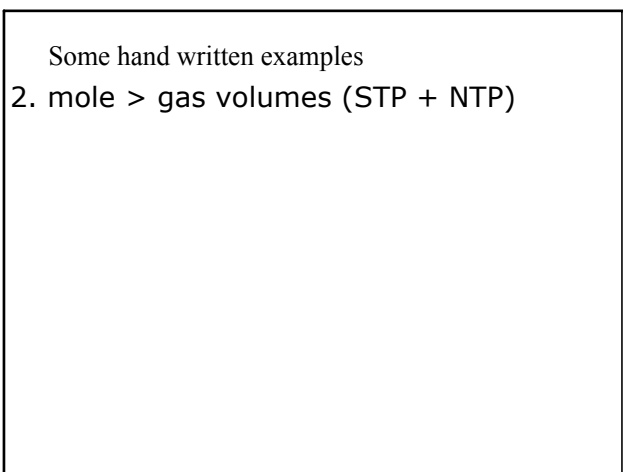 Some hand written examples
2. mole > gas volumes (STP + NTP)